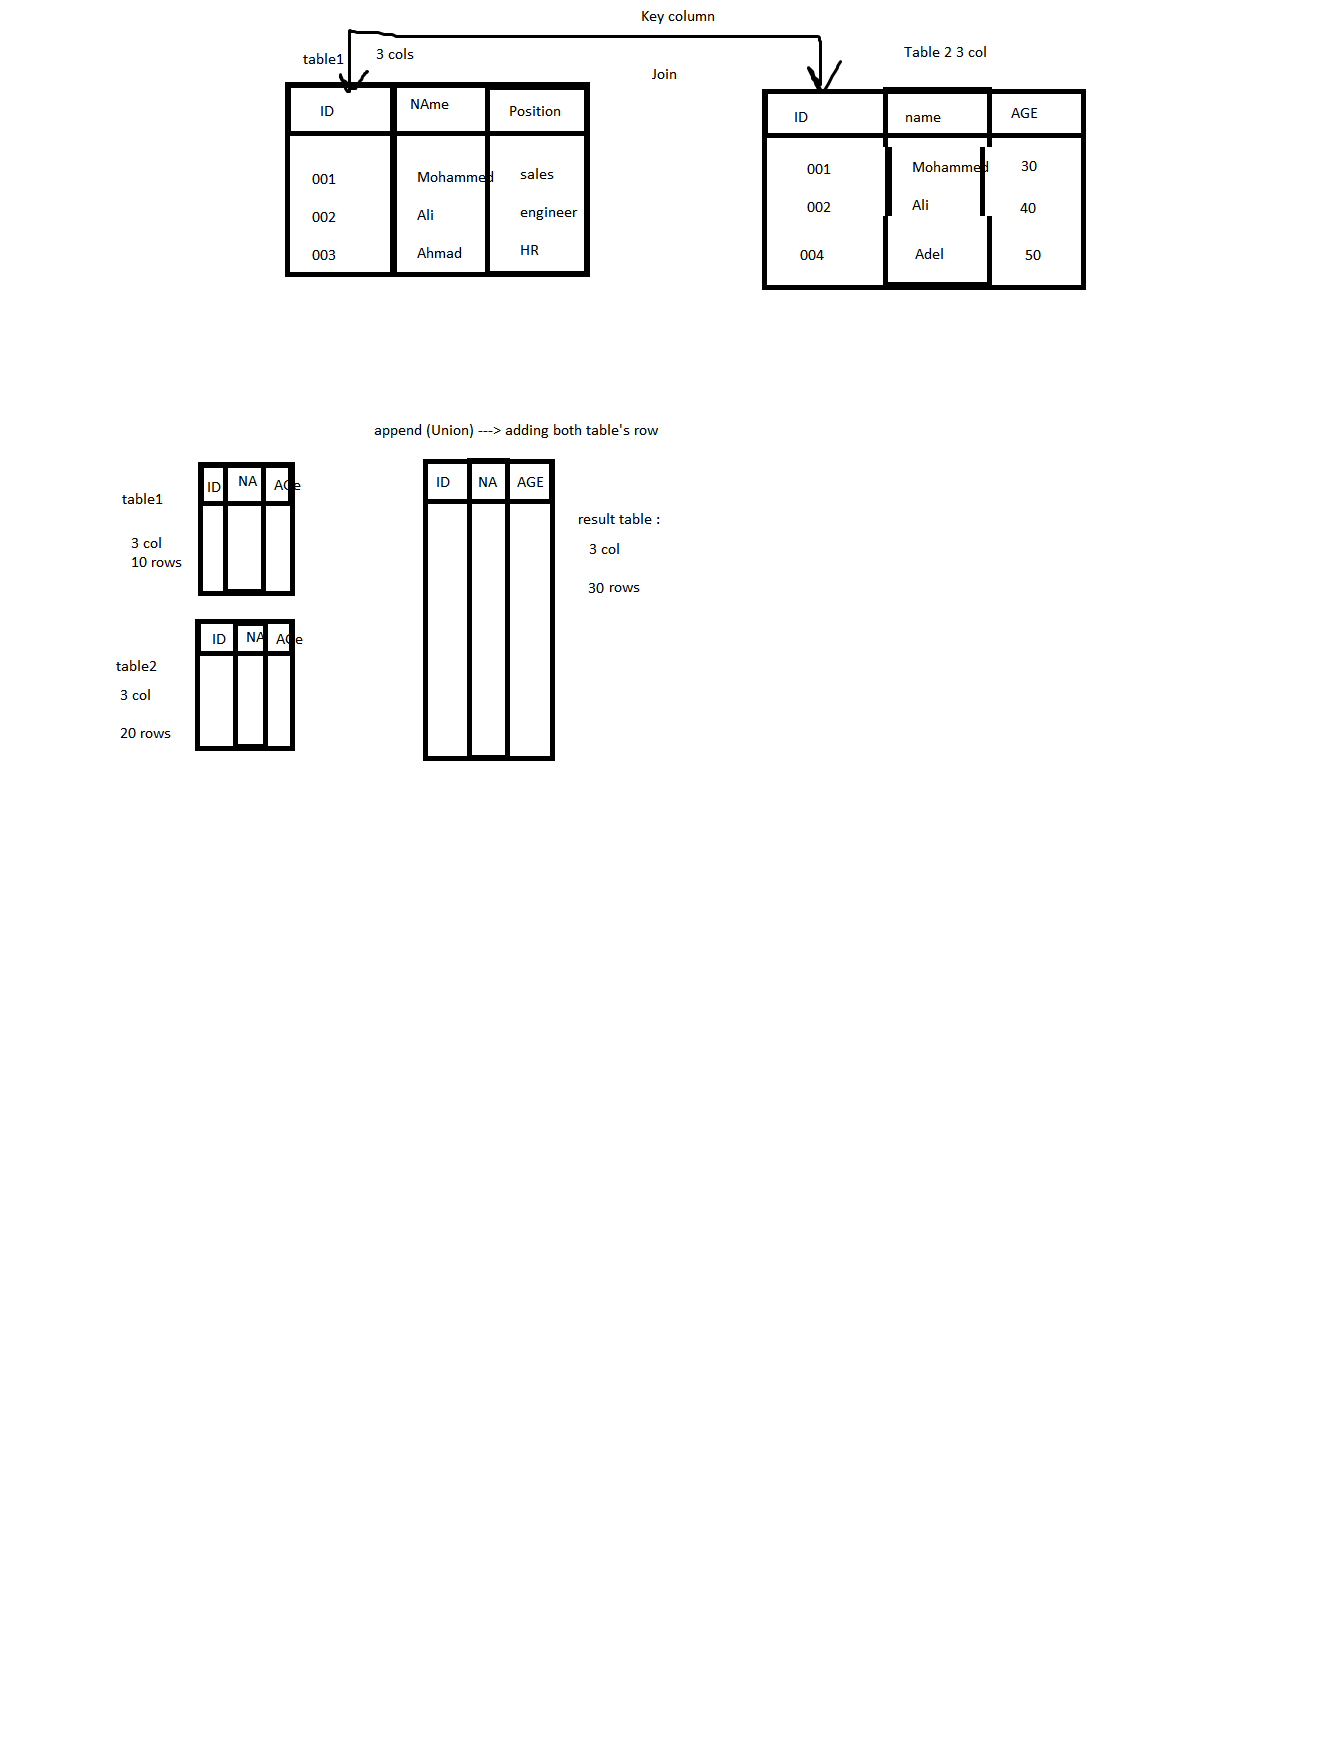 Key column
table1 3 cols
Join
Table 2 3 col
ID NAme Position
001 Mohammed sales
002 Ali engineer
003 Ahmad HR
ID name AGE
001 Mohammed 30
002 Ali 40
004 Adel 50
append (Union) ---> adding both table's row
table1
3 col
10 rows
ID NA AGe
table2
3 col
20 rows
ID NA AGe
ID NA AGE
result table :
3 col
30 rows